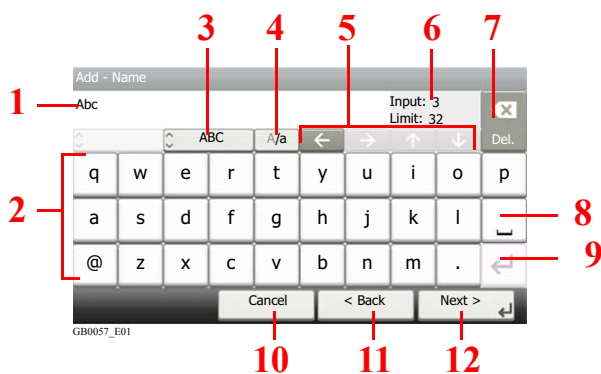 3 4 5 6 7
Add - Name
1 Abc Input: 3
Limit: 32
ABC A/a Del.
2
q w e r t y u i o p
a s d f g h j k l 8
@ z x c v b n m . 9
Cancel < Back Next >
GB0057_E01
10 11 12